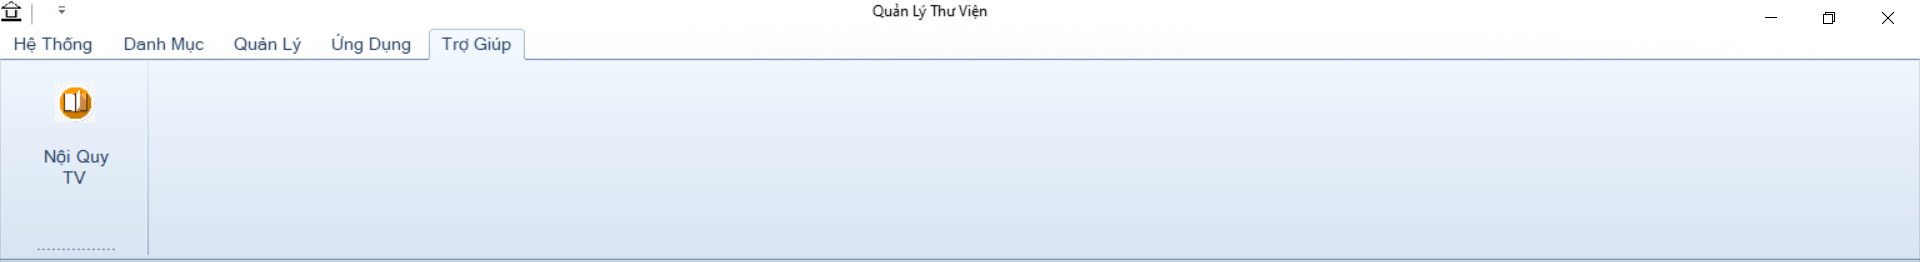 Quản Lý Thư Viện
Hệ Thống Danh Mục Quản Lý Ứng Dụng Trợ Giúp
Nội Quy
TV